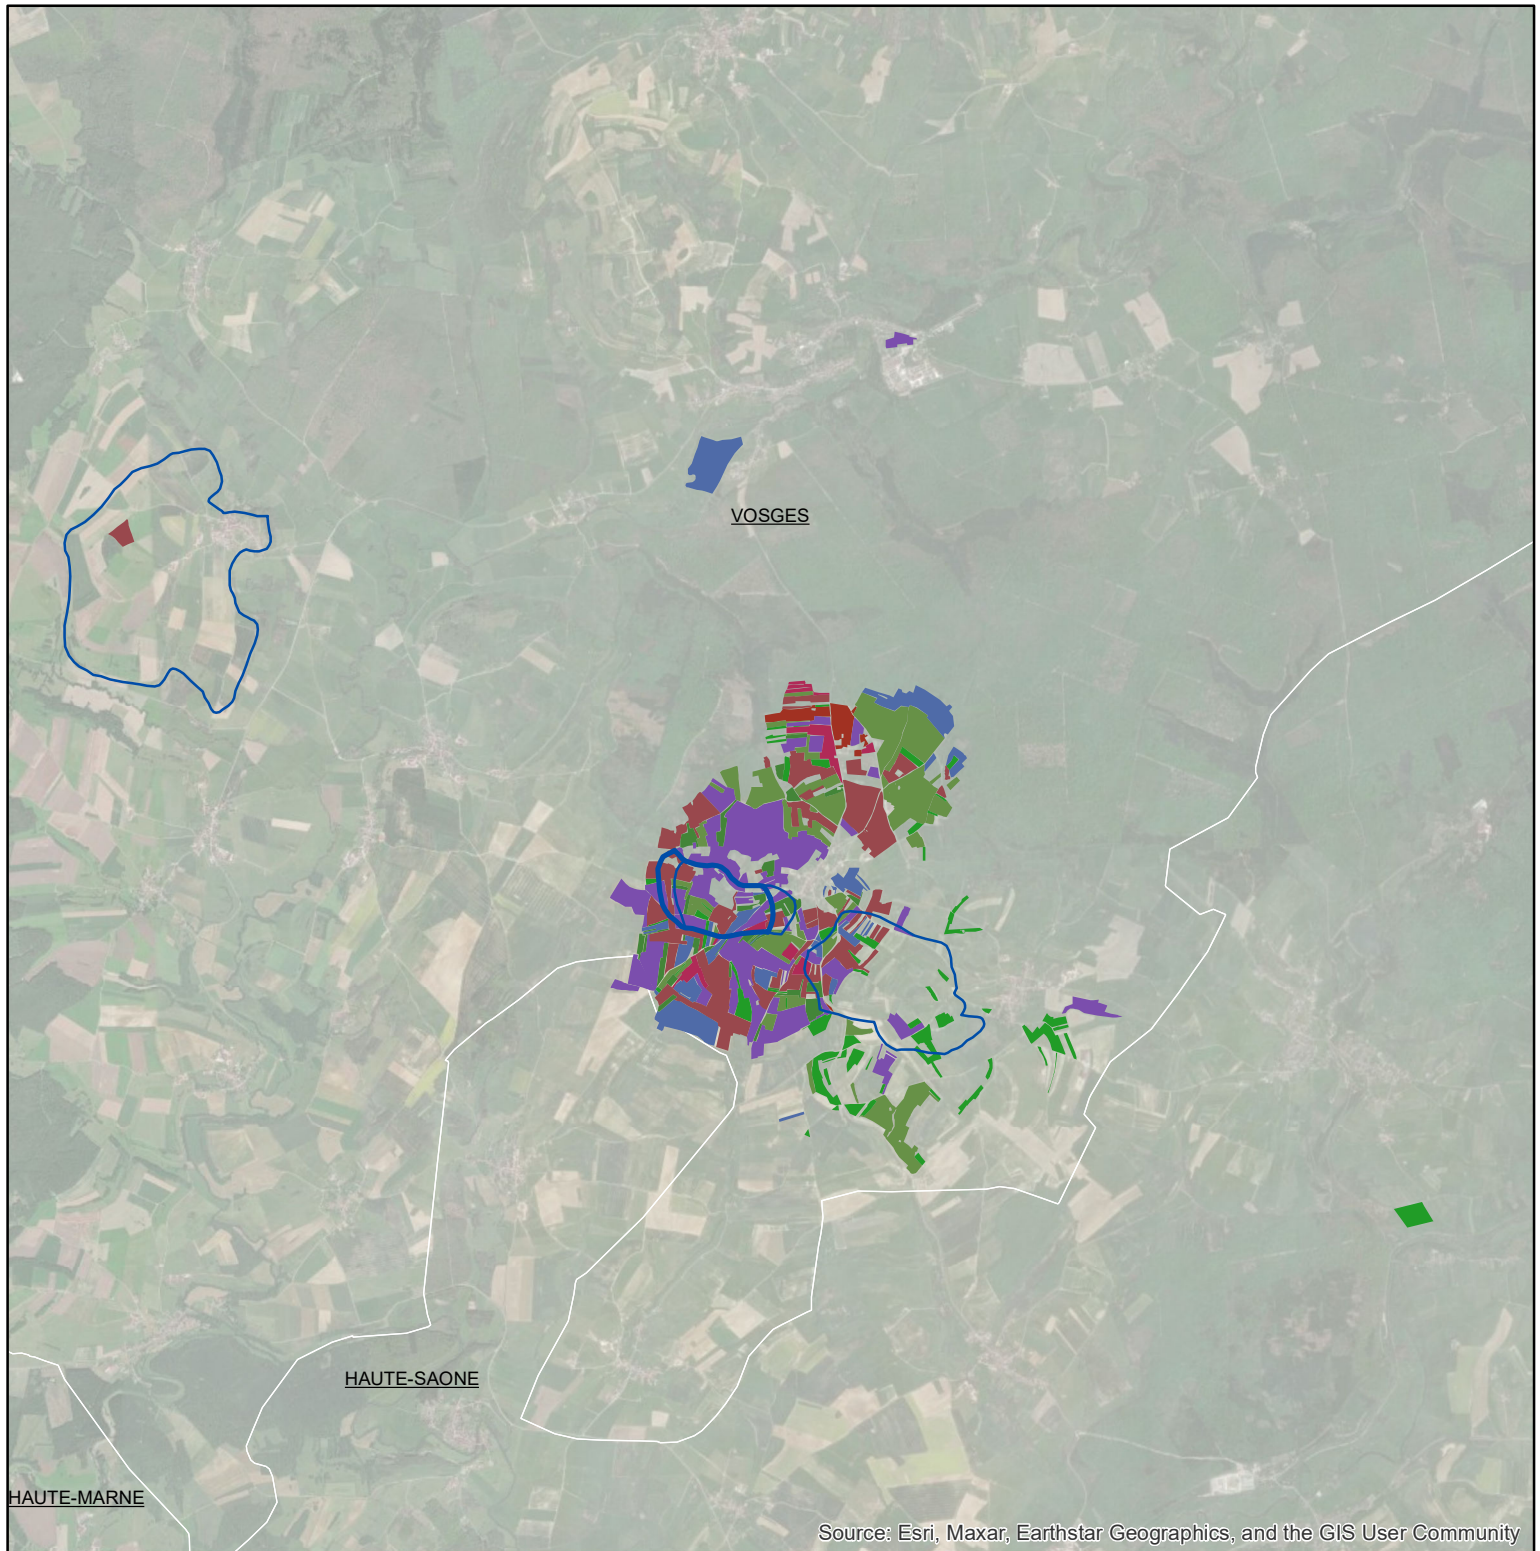 VOSGES
HAUTE-SAONE
HAUTE-MARNE
Source: Esri, Maxar, Earthstar Geographics, and the GIS User Community